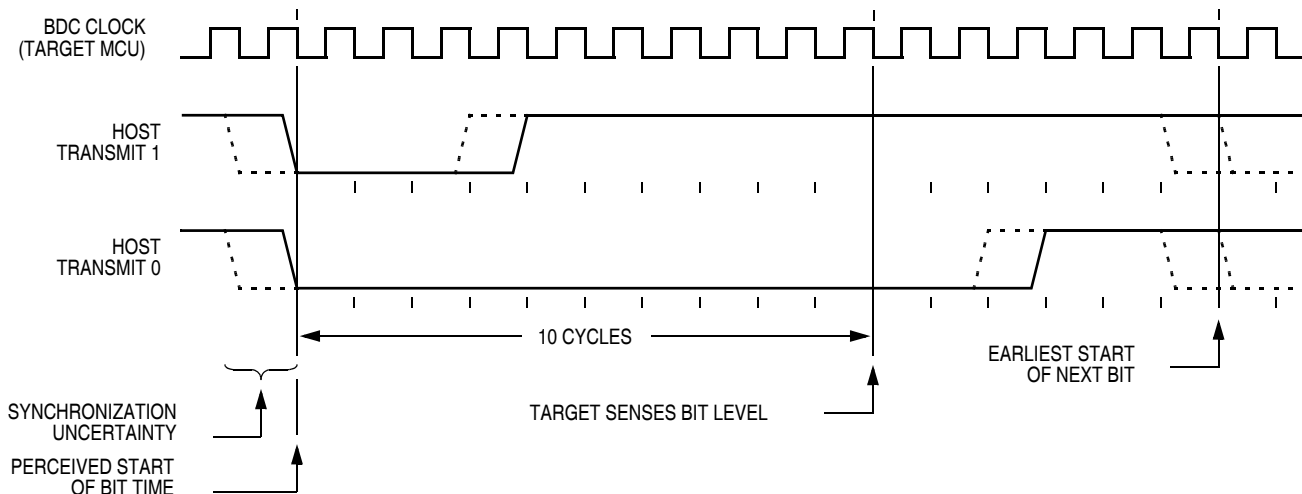 BDC CLOCK
(TARGET MCU)
HOST
TRANSMIT 1
HOST
TRANSMIT 0
10 CYCLES
EARLIEST START
OF NEXT BIT
TARGET SENSES BIT LEVEL
SYNCHRONIZATION
UNCERTAINTY
PERCEIVED START
OF BIT TIME